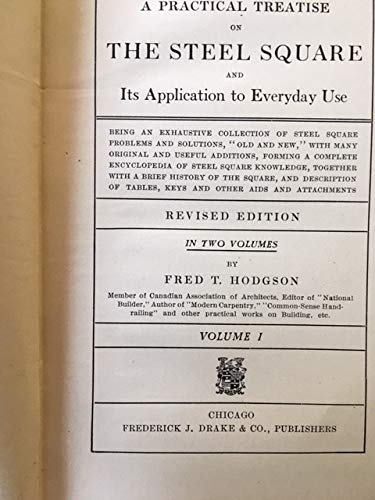 A PRACTICAL TREATISE
on
THE STEEL SQUARE
AND
Its Application to Everyday Use
BEING AN EXHAUSTIVE COLLECTION OF STEEL SQUARE
PROBLEMS AND SOLUTIONS, "OLD AND NEW," WITH MANY
ORIGINAL AND USEFUL ADDITIONS, FORMING A COMPLETE
ENCYCLOPEDIA OF STEEL SQUARE KNOWLEDGE, TOGETHER
WITH A BRIEF HISTORY OF THE SQUARE, AND DESCRIPTION
OF TABLES, KEYS AND OTHER AIDS AND ATTACHMENTS
REVISED EDITION
IN TWO VOLUMES
BY
FRED T. HODGSON
Member of Canadian Association of Architects, Editor of "National
Builder," Author of "Modern Carpentry," "Common-Sense Hand-
railing" and other practical works on Building, etc.
VOLUME I
CHICAGO
FREDERICK J. DRAKE & CO., PUBLISHERS